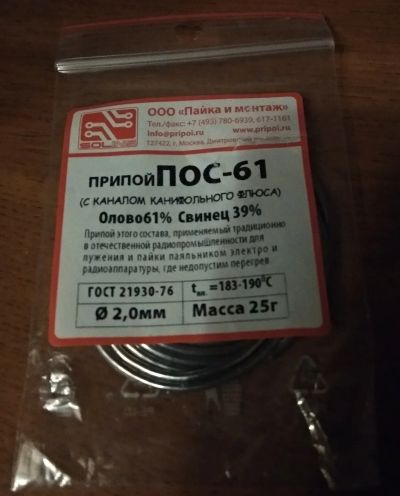 ООО «Пайка и монтаж»
Тел./факс: +7 (493) 780-6939, 617-1161
info@pripoi.ru www.pripoi.ru
127422, г. Москва, Дмитровский
SOLINS
ПРИПОЙ ПОС-61
(С КАНАЛОМ КАНИФОЛЬНОГО ФЛЮСА)
Олово61% Свинец 39%
Припой этого состава, применяемый традиционно
в отечественной радиопромышленности для
лужения и пайки паяльником электро и
радиоаппаратуры, где недопустим перегрев
ГОСТ 21930-76 tпл. =183-190°C
Ø 2,0мм Масса 25г